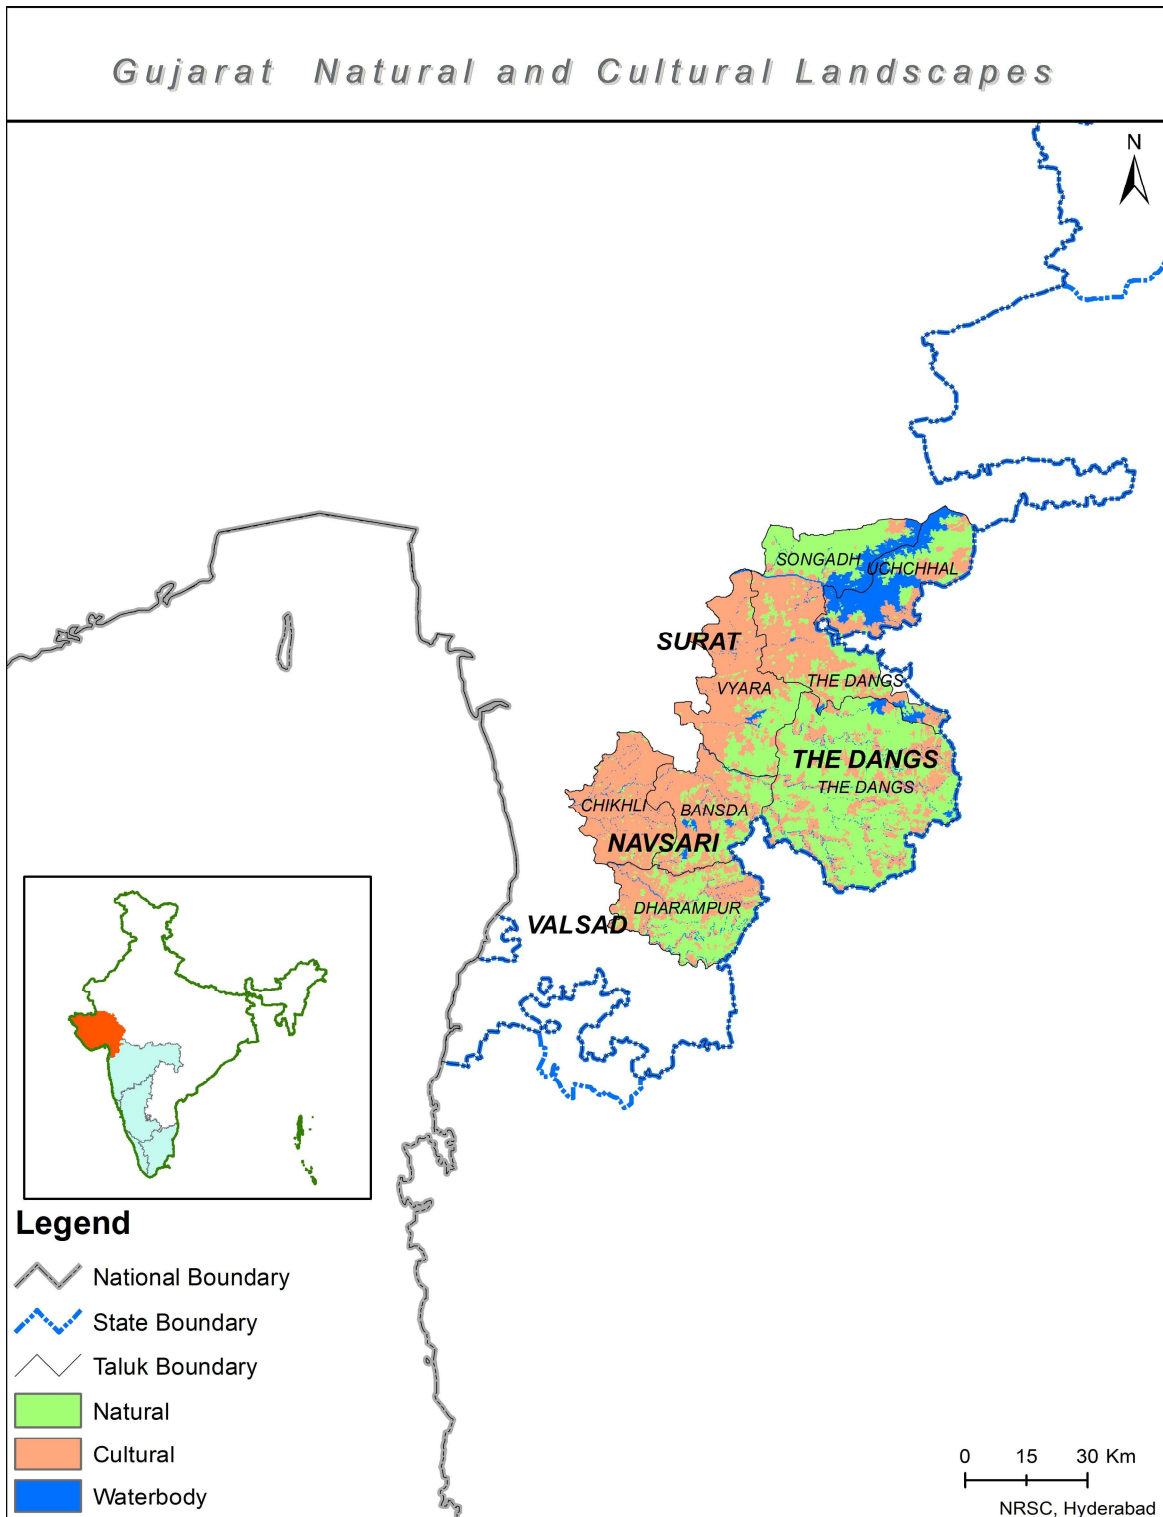 Gujarat Natural and Cultural Landscapes
N
SONGADH
UCHCHHAL
SURAT
VYARA
THE DANGS
THE DANGS
THE DANGS
CHIKHLI
BANSDA
NAVSARI
DHARAMPUR
VALSAD
Legend
National Boundary
State Boundary
Taluk Boundary
Natural
Cultural
Waterbody
0 15 30 Km
NRSC, Hyderabad